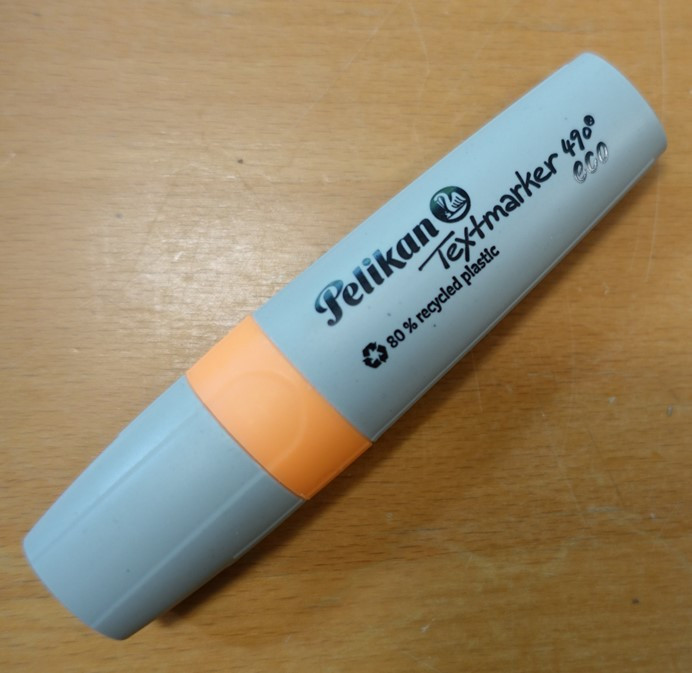 Pelikan
Textmarker 490®
eco
80 % recycled plastic